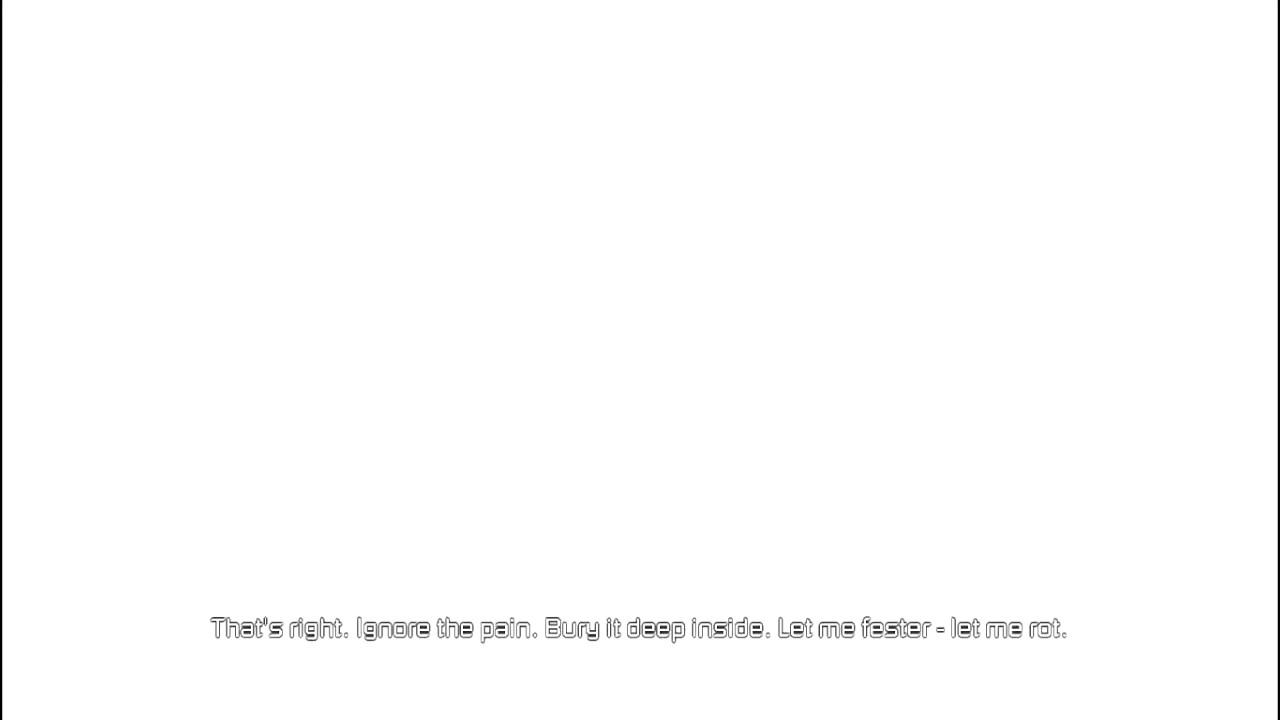 That's right. Ignore the pain. Bury it deep inside. Let me fester - let me rot.